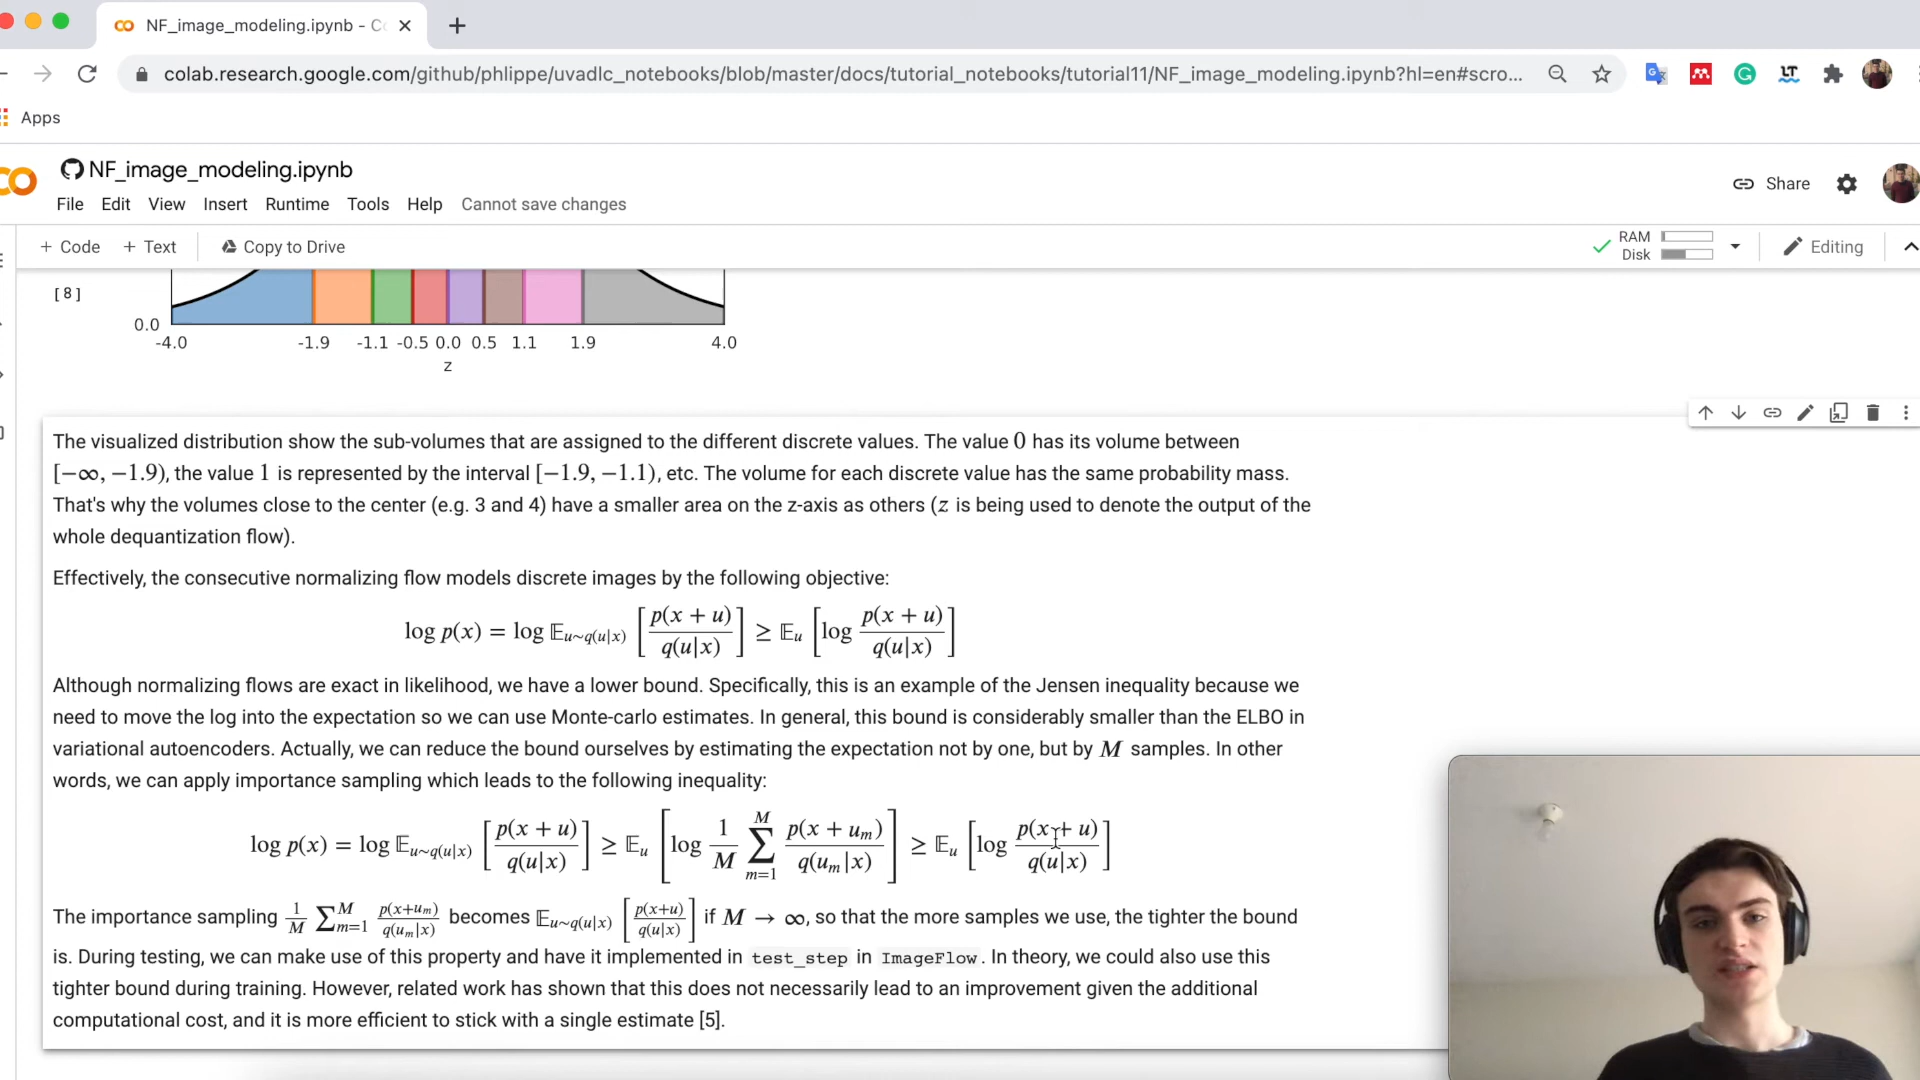 NF_image_modeling.ipynb - Co
colab.research.google.com/github/phlippe/uvadlc_notebooks/blob/master/docs/tutorial_notebooks/tutorial11/NF_image_modeling.ipynb?hl=en#scro...
Apps
NF_image_modeling.ipynb
Share
File Edit View Insert Runtime Tools Help Cannot save changes
+ Code + Text Copy to Drive
RAM
Disk
Editing
[8]
0.0
-4.0 -1.9 -1.1 -0.5 0.0 0.5 1.1 1.9 4.0
z
The visualized distribution show the sub-volumes that are assigned to the different discrete values. The value 0 has its volume between
[−∞, −1.9), the value 1 is represented by the interval [−1.9, −1.1), etc. The volume for each discrete value has the same probability mass.
That's why the volumes close to the center (e.g. 3 and 4) have a smaller area on the z-axis as others (z is being used to denote the output of the
whole dequantization flow).
Effectively, the consecutive normalizing flow models discrete images by the following objective:
log p(x) = log 𝔼_{u∼q(u|x)} [p(x + u) / q(u|x)] ≥ 𝔼_u [log p(x + u) / q(u|x)]
Although normalizing flows are exact in likelihood, we have a lower bound. Specifically, this is an example of the Jensen inequality because we
need to move the log into the expectation so we can use Monte-carlo estimates. In general, this bound is considerably smaller than the ELBO in
variational autoencoders. Actually, we can reduce the bound ourselves by estimating the expectation not by one, but by M samples. In other
words, we can apply importance sampling which leads to the following inequality:
log p(x) = log 𝔼_{u∼q(u|x)} [p(x + u) / q(u|x)] ≥ 𝔼_u [log 1/M ∑_{m=1}^{M} p(x + u_m) / q(u_m|x)] ≥ 𝔼_u [log p(x + u) / q(u|x)]
The importance sampling 1/M ∑_{m=1}^{M} p(x+u_m) / q(u_m|x) becomes 𝔼_{u∼q(u|x)} [p(x+u) / q(u|x)] if M → ∞, so that the more samples we use, the tighter the bound
is. During testing, we can make use of this property and have it implemented in test_step in ImageFlow. In theory, we could also use this
tighter bound during training. However, related work has shown that this does not necessarily lead to an improvement given the additional
computational cost, and it is more efficient to stick with a single estimate [5].